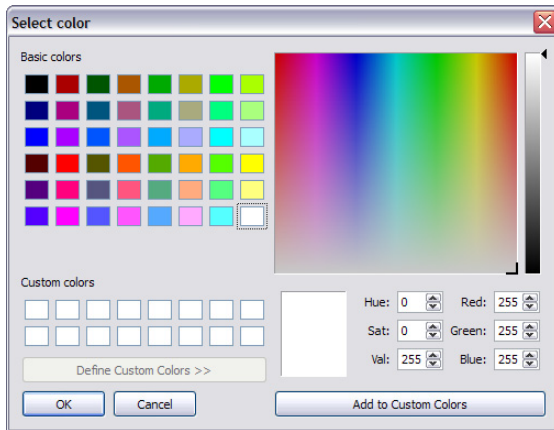 Select color
Basic colors
Custom colors
Hue: 0 Red: 255
Sat: 0 Green: 255
Val: 255 Blue: 255
Define Custom Colors >>
OK Cancel Add to Custom Colors